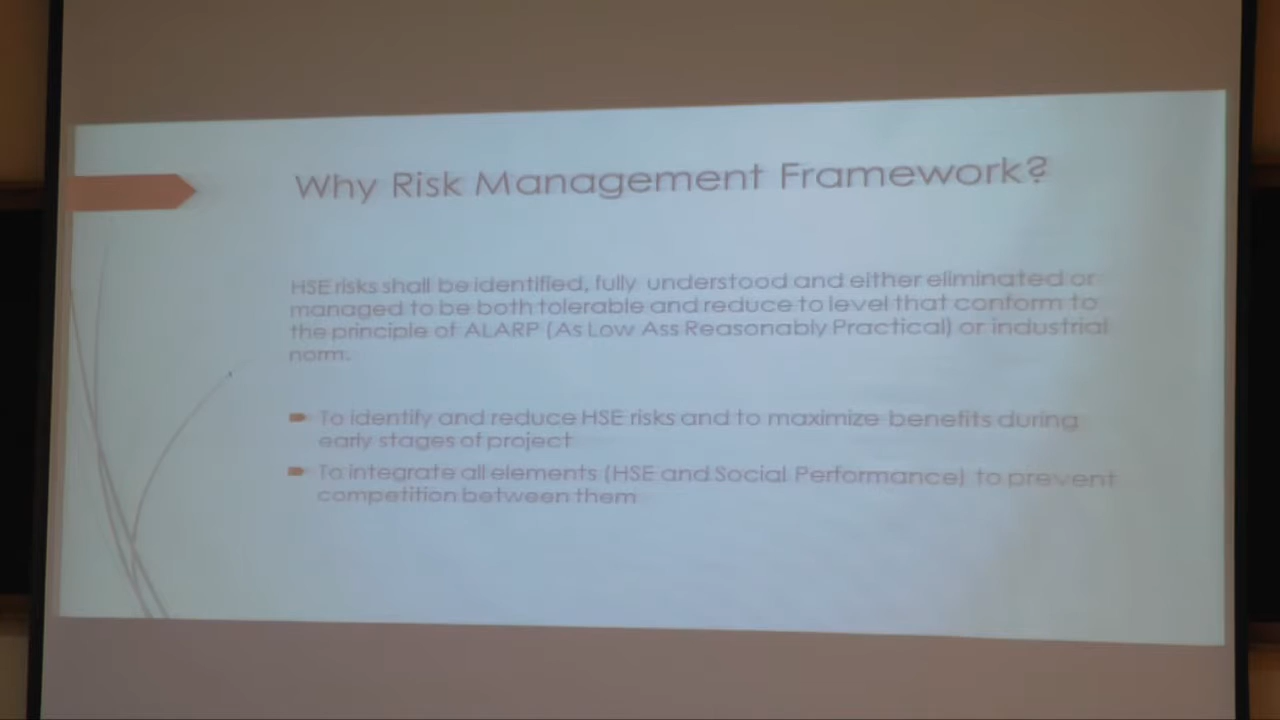 Why Risk Management Framework?
HSE risks shall be identified, fully understood and either eliminated or
managed to be both tolerable and reduce to level that conform to
the principle of ALARP (As Low Ass Reasonably Practical) or industrial
norm.
To identify and reduce HSE risks and to maximize benefits during
early stages of project
To integrate all elements (HSE and Social Performance) to prevent
competition between them